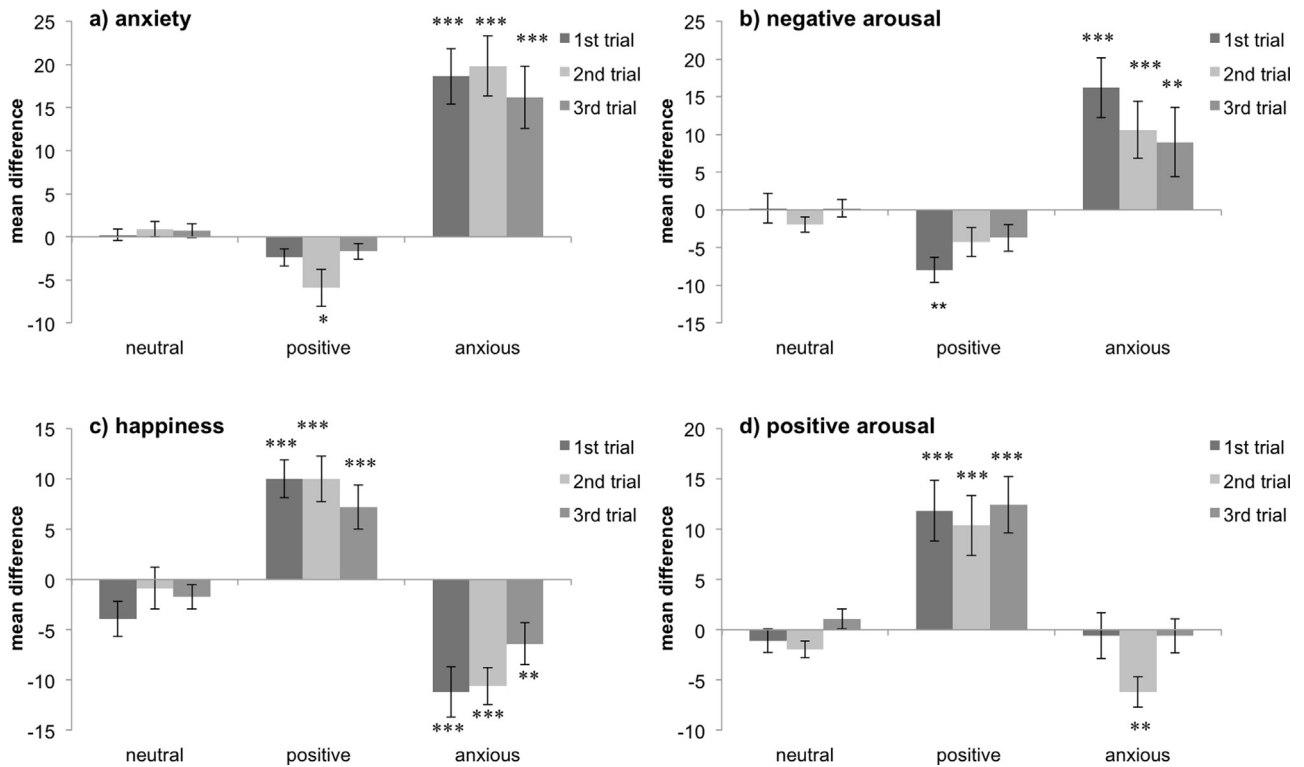 a) anxiety
1st trial
2nd trial
3rd trial
mean difference
25
20
15
10
5
0
-5
-10
*** *** ***
*
neutral positive anxious
b) negative arousal
1st trial
2nd trial
3rd trial
mean difference
25
20
15
10
5
0
-5
-10
-15
*** *** **
**
neutral positive anxious
c) happiness
1st trial
2nd trial
3rd trial
mean difference
15
10
5
0
-5
-10
-15
*** *** ***
*** *** **
neutral positive anxious
d) positive arousal
1st trial
2nd trial
3rd trial
mean difference
20
15
10
5
0
-5
-10
*** *** ***
**
neutral positive anxious